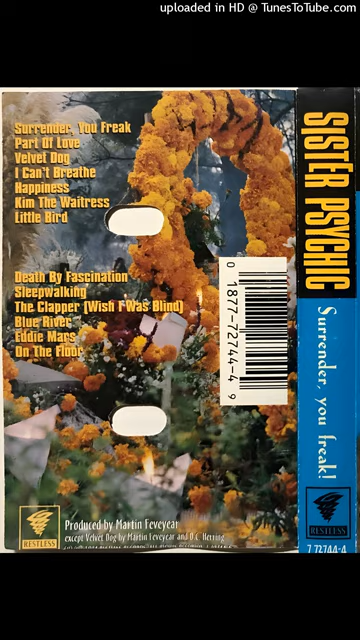 uploaded in HD @ TunesToTube.com
Surrender, You Freak
Part Of Love
Velvet Dog
I Can't Breathe
Happiness
Kim The Waitress
Little Bird
Death By Fascination
Sleepwalking
The Clapper (Wish I Was Blind)
Blue River
Eddie Mars
On The Floor
0 1877-72744-4 9
Produced by Martin Feveyear
except Velvet Dog by Martin Feveyear and O.C. Herring
RESTLESS
SISTER PSYCHIC
Surrender, you freak!
RESTLESS
7 72744-4